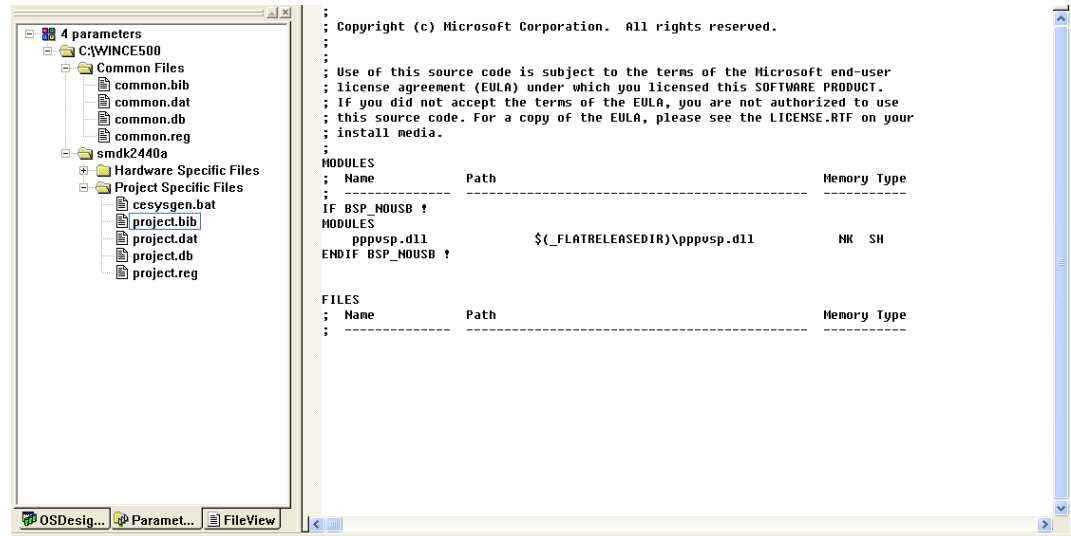 4 parameters
C:\WINCE500
Common Files
common.bib
common.dat
common.db
common.reg
smdk2440a
Hardware Specific Files
Project Specific Files
cesysgen.bat
project.bib
project.dat
project.db
project.reg
OSDesig...
Paramet...
FileView
;
; Copyright (c) Microsoft Corporation.  All rights reserved.
;
;
; Use of this source code is subject to the terms of the Microsoft end-user
; license agreement (EULA) under which you licensed this SOFTWARE PRODUCT.
; If you did not accept the terms of the EULA, you are not authorized to use
; this source code. For a copy of the EULA, please see the LICENSE.RTF on your
; install media.
;
MODULES
;  Name            Path                                               Memory Type
;  --------------  ---------------------------------------------  -----------
IF BSP_NOUSB !
MODULES
    pppvsp.dll              $(_FLATRELEASEDIR)\pppvsp.dll           NK  SH
ENDIF BSP_NOUSB !
FILES
;  Name            Path                                               Memory Type
;  --------------  ---------------------------------------------  -----------